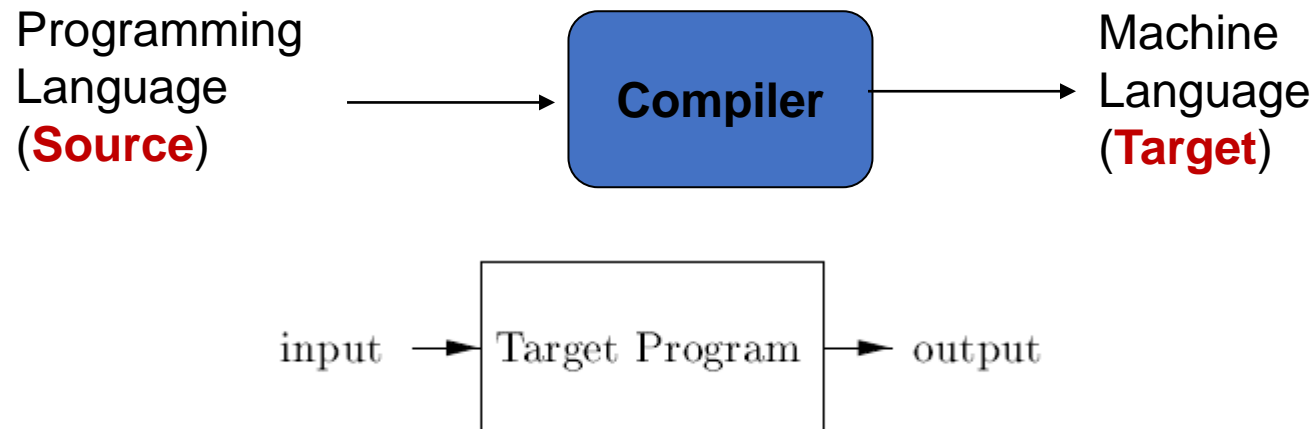 Programming
Language
(Source)
Compiler
Machine
Language
(Target)
input
Target Program
output